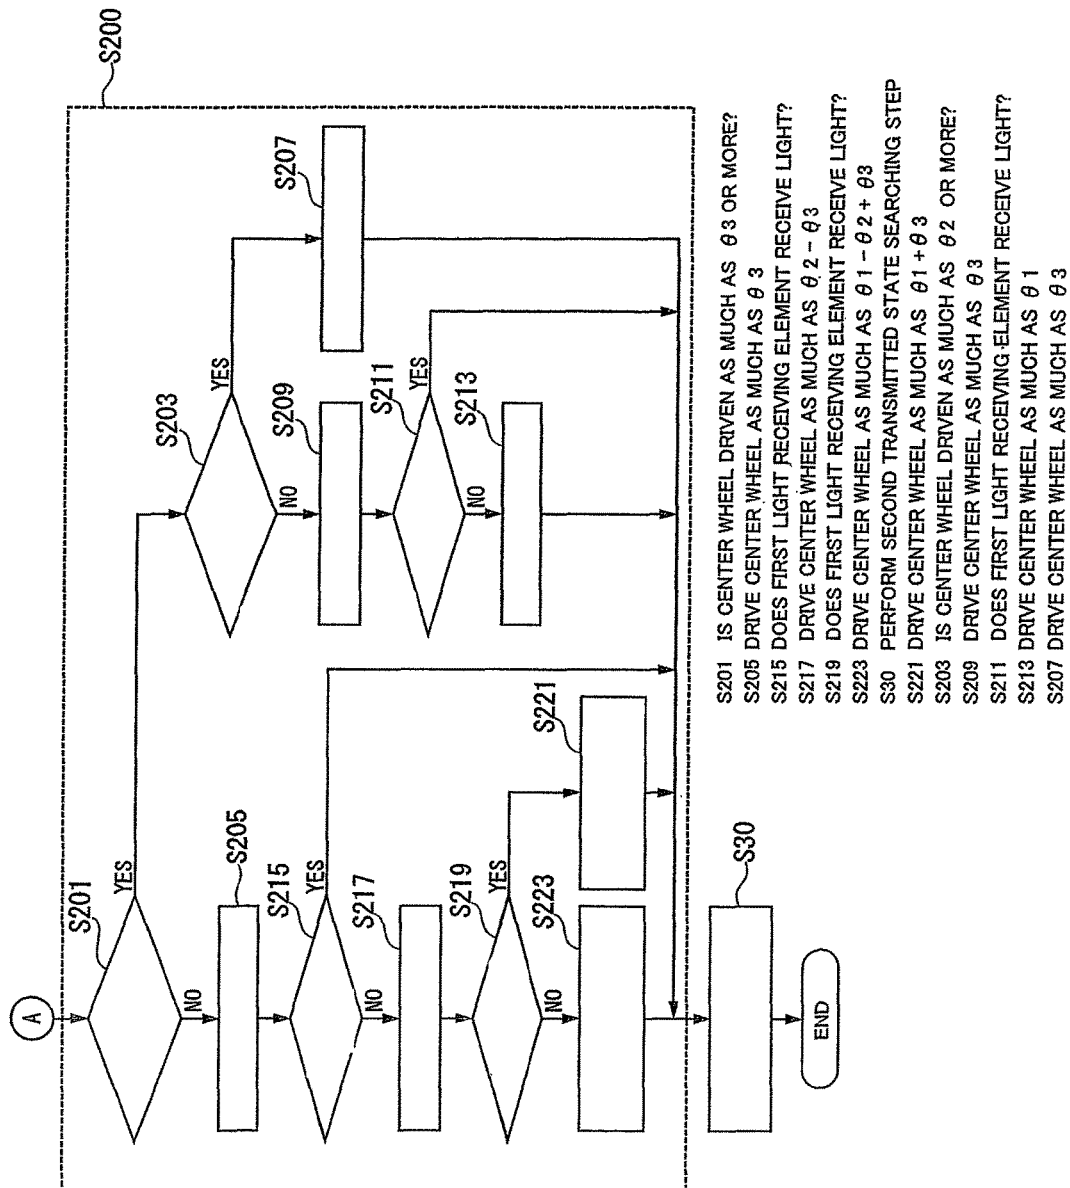 S200
A
S201
YES
NO
S203
YES
NO
S205
S207
S209
S215
YES
NO
S211
YES
NO
S217
S213
S219
YES
NO
S221
S223
S30
END
S201 IS CENTER WHEEL DRIVEN AS MUCH AS θ3 OR MORE?
S205 DRIVE CENTER WHEEL AS MUCH AS θ3
S215 DOES FIRST LIGHT RECEIVING ELEMENT RECEIVE LIGHT?
S217 DRIVE CENTER WHEEL AS MUCH AS θ2-θ3
S219 DOES FIRST LIGHT RECEIVING ELEMENT RECEIVE LIGHT?
S223 DRIVE CENTER WHEEL AS MUCH AS θ1-θ2+θ3
S30 PERFORM SECOND TRANSMITTED STATE SEARCHING STEP
S221 DRIVE CENTER WHEEL AS MUCH AS θ1+θ3
S203 IS CENTER WHEEL DRIVEN AS MUCH AS θ2 OR MORE?
S209 DRIVE CENTER WHEEL AS MUCH AS θ3
S211 DOES FIRST LIGHT RECEIVING ELEMENT RECEIVE LIGHT?
S213 DRIVE CENTER WHEEL AS MUCH AS θ1
S207 DRIVE CENTER WHEEL AS MUCH AS θ3